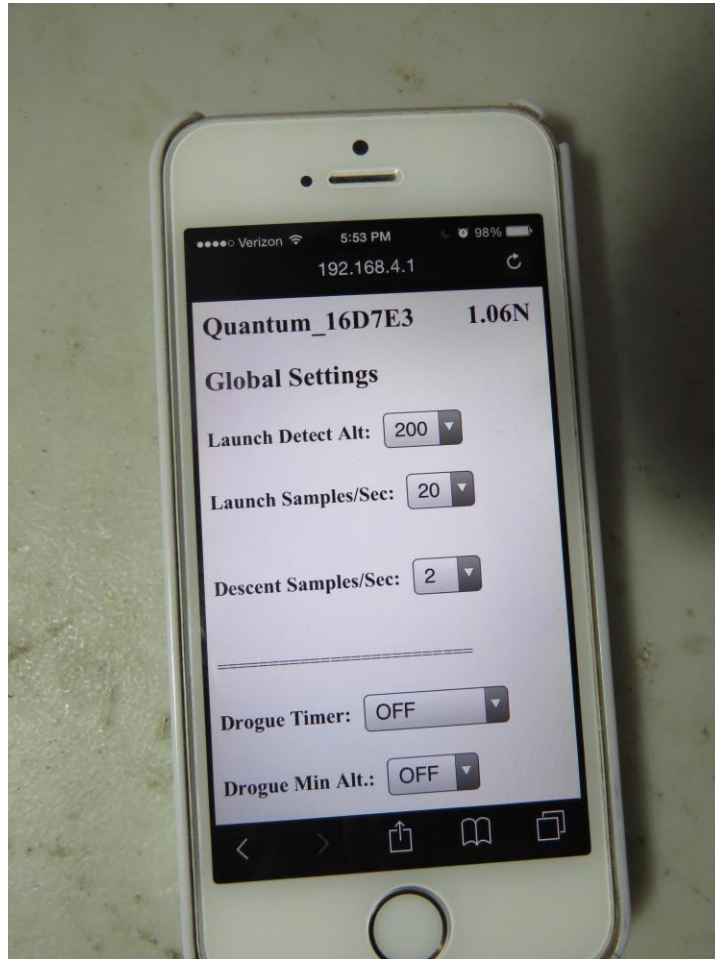 Verizon 5:53 PM 98%
192.168.4.1
Quantum_16D7E3 1.06N
Global Settings
Launch Detect Alt: 200
Launch Samples/Sec: 20
Descent Samples/Sec: 2
=========================
Drogue Timer: OFF
Drogue Min Alt.: OFF